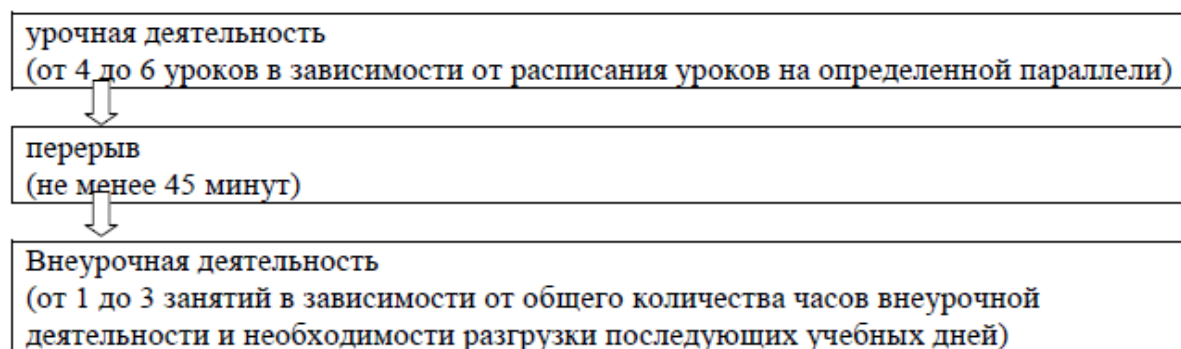 урочная деятельность
(от 4 до 6 уроков в зависимости от расписания уроков на определенной параллели)
перерыв
(не менее 45 минут)
Внеурочная деятельность
(от 1 до 3 занятий в зависимости от общего количества часов внеурочной
деятельности и необходимости разгрузки последующих учебных дней)